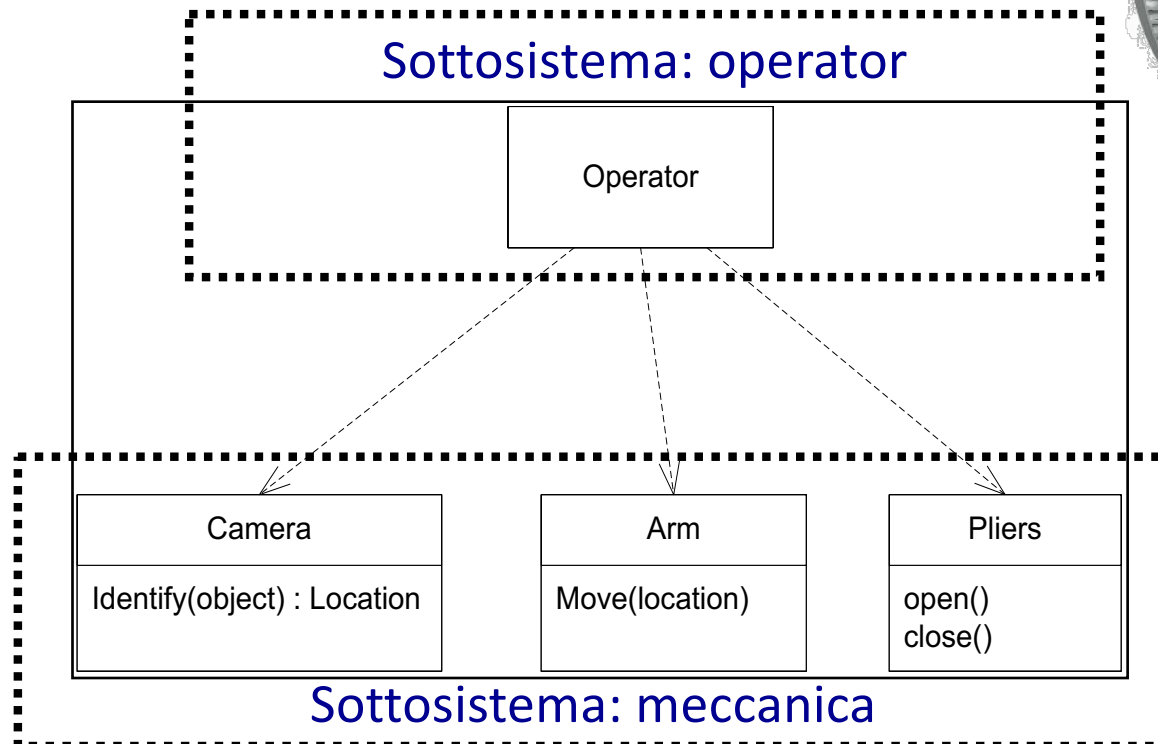 Sottosistema: operator
Operator
Camera
Identify(object) : Location
Arm
Move(location)
Pliers
open()
close()
Sottosistema: meccanica